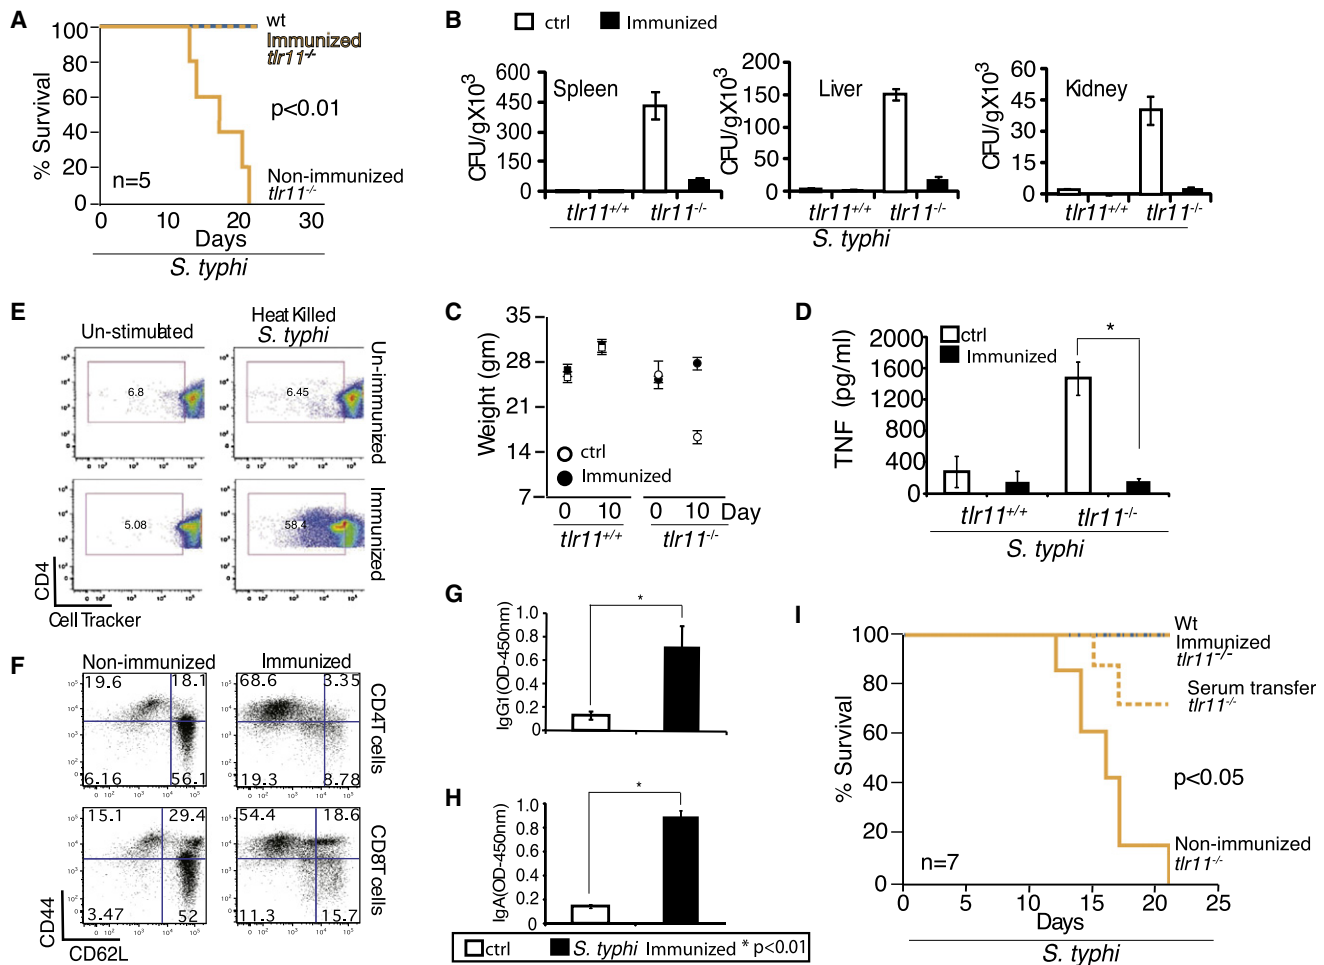 A
% Survival
100
80
60
40
20
0
wt
Immunized
tlr11-/-
p<0.01
n=5
Non-immunized
tlr11-/-
0 10 20 30
Days
S. typhi
B
ctrl Immunized
CFU/gX10³
600
450
300
150
0
Spleen
tlr11+/+ tlr11-/-
CFU/gX10³
200
150
100
50
0
Liver
tlr11+/+ tlr11-/-
CFU/gX10³
60
45
30
15
0
Kidney
tlr11+/+ tlr11-/-
S. typhi
E
Un-stimulated
Heat Killed
S. typhi
6.8
6.45
Un-immunized
5.08
58.4
Immunized
CD4
Cell Tracker
C
Weight (gm)
35
28
21
14
7
ctrl
Immunized
0 10 0 10 Day
tlr11+/+ tlr11-/-
D
TNF (pg/ml)
2000
1600
1200
800
400
0
ctrl
Immunized
*
tlr11+/+ tlr11-/-
S. typhi
F
Non-immunized Immunized
19.6 18.1
6.16 56.1
68.6 3.35
19.3 8.78
CD4T cells
15.1 29.4
3.47 52
54.4 18.6
11.3 15.7
CD8T cells
CD44
CD62L
G
IgG1(OD-450nm)
1.0
0.8
0.6
0.4
0.2
0
*
H
IgA(OD-450nm)
1.0
0.8
0.6
0.4
0.2
0
*
ctrl S. typhi Immunized * p<0.01
I
% Survival
100
80
60
40
20
0
Wt
Immunized
tlr11-/-
Serum transfer
tlr11-/-
p<0.05
Non-immunized
tlr11-/-
n=7
0 5 10 15 20 25
Days
S. typhi